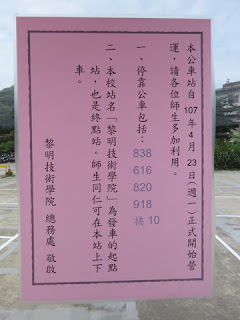 本公車站自107年4月23日(週一)正式開始營
運，請各位師生多加利用。
一、停靠公車包括：838
616
820
918
橘10
二、本校站名「黎明技術學院」為發車的起點
站，也是終點站。師生同仁可在本站上下
車。
黎明技術學院 總務處 敬啟